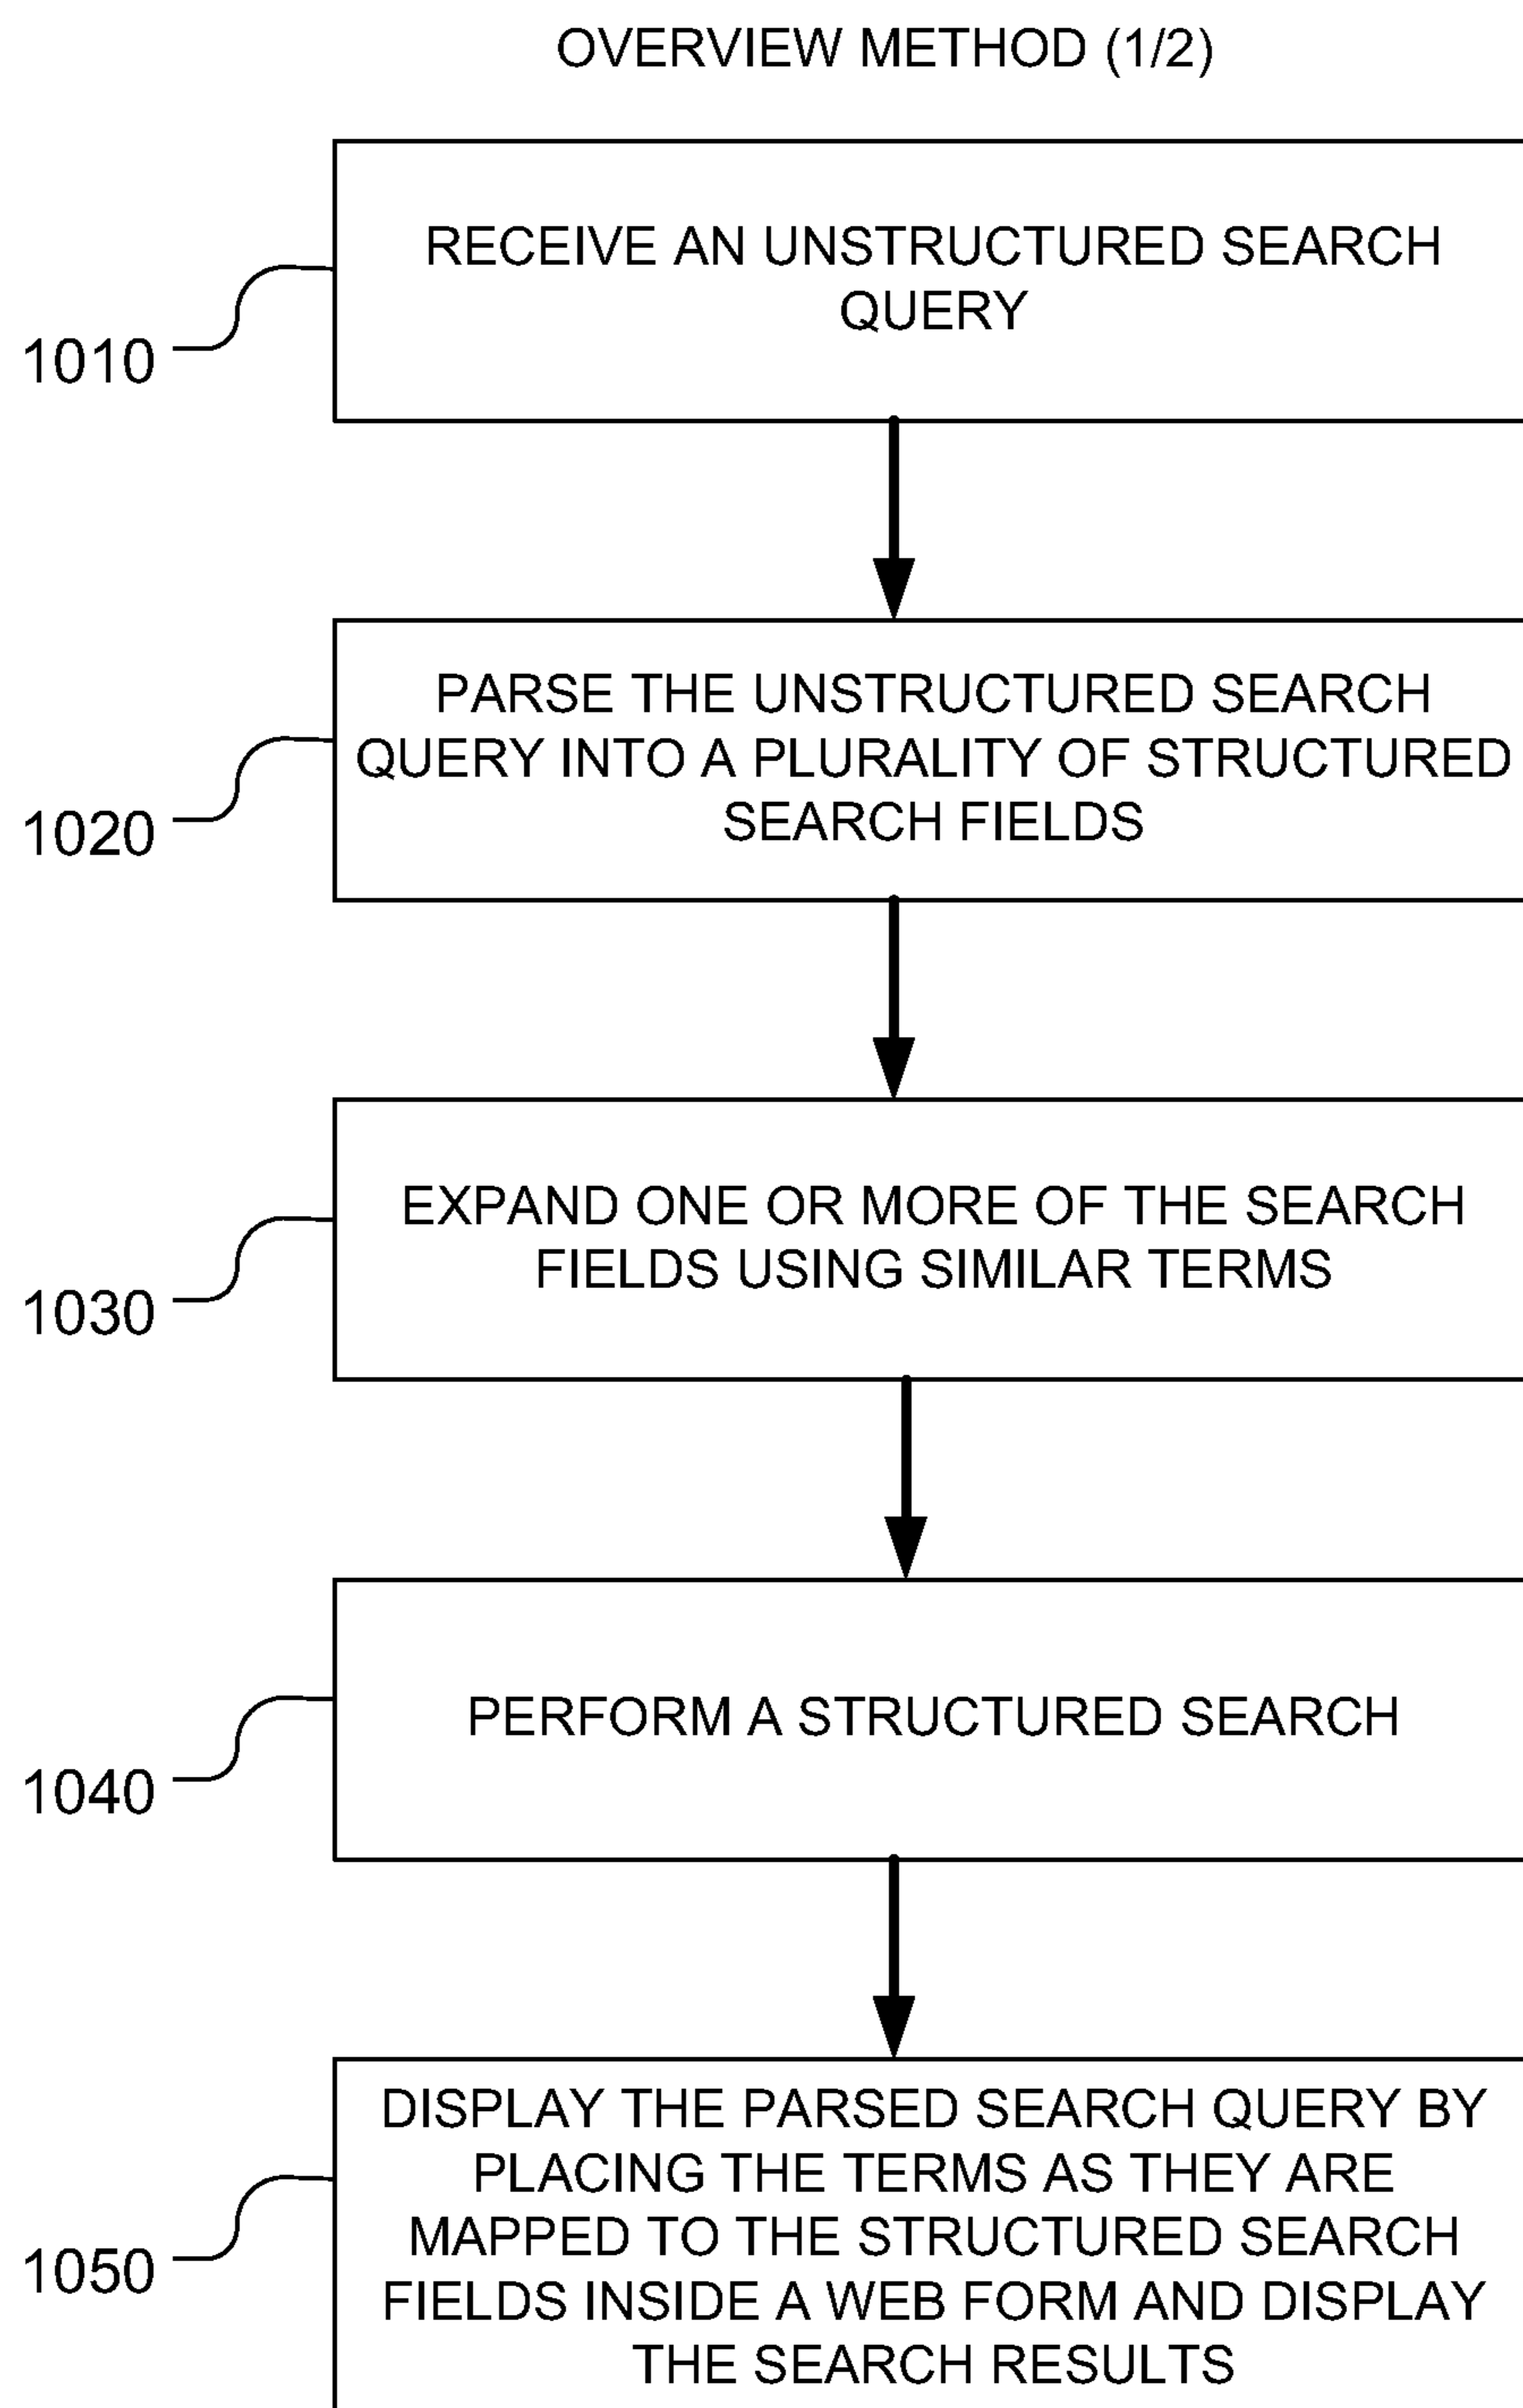 OVERVIEW METHOD (1/2)
RECEIVE AN UNSTRUCTURED SEARCH
QUERY
1010
PARSE THE UNSTRUCTURED SEARCH
QUERY INTO A PLURALITY OF STRUCTURED
SEARCH FIELDS
1020
EXPAND ONE OR MORE OF THE SEARCH
FIELDS USING SIMILAR TERMS
1030
PERFORM A STRUCTURED SEARCH
1040
DISPLAY THE PARSED SEARCH QUERY BY
PLACING THE TERMS AS THEY ARE
MAPPED TO THE STRUCTURED SEARCH
FIELDS INSIDE A WEB FORM AND DISPLAY
THE SEARCH RESULTS
1050